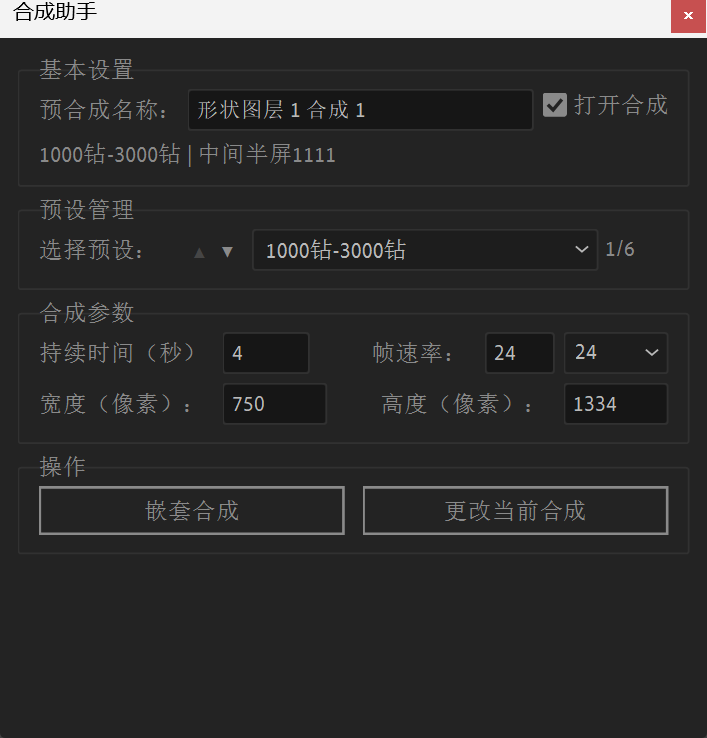 合成助手
基本设置
预合成名称： 形状图层 1 合成 1 打开合成
1000钻-3000钻 | 中间半屏1111
预设管理
选择预设： ▲ ▼ 1000钻-3000钻 1/6
合成参数
持续时间（秒） 4 帧速率： 24 24
宽度（像素）： 750 高度（像素）： 1334
操作
嵌套合成 更改当前合成